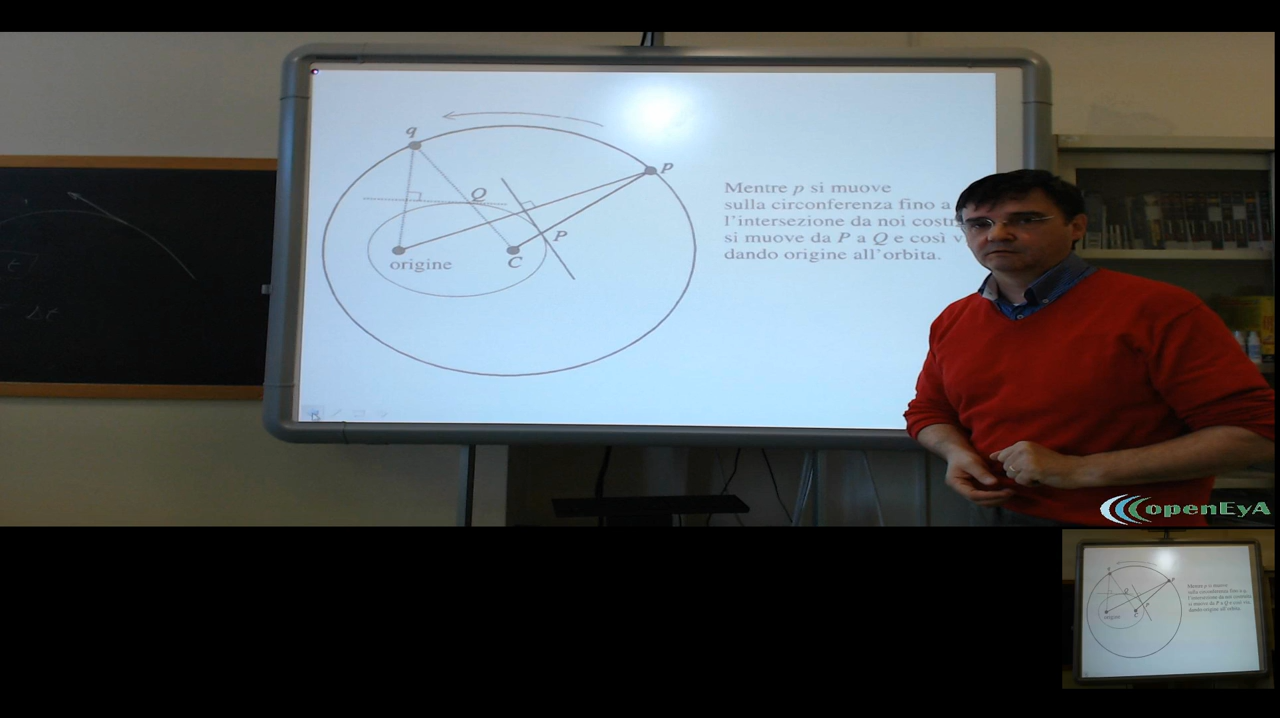 q
p
Q
P
origine
C
Mentre p si muove
sulla circonferenza fino a
l'intersezione da noi
si muove da P a Q e così
dando origine all'orbita.
t
Δt
openEyA